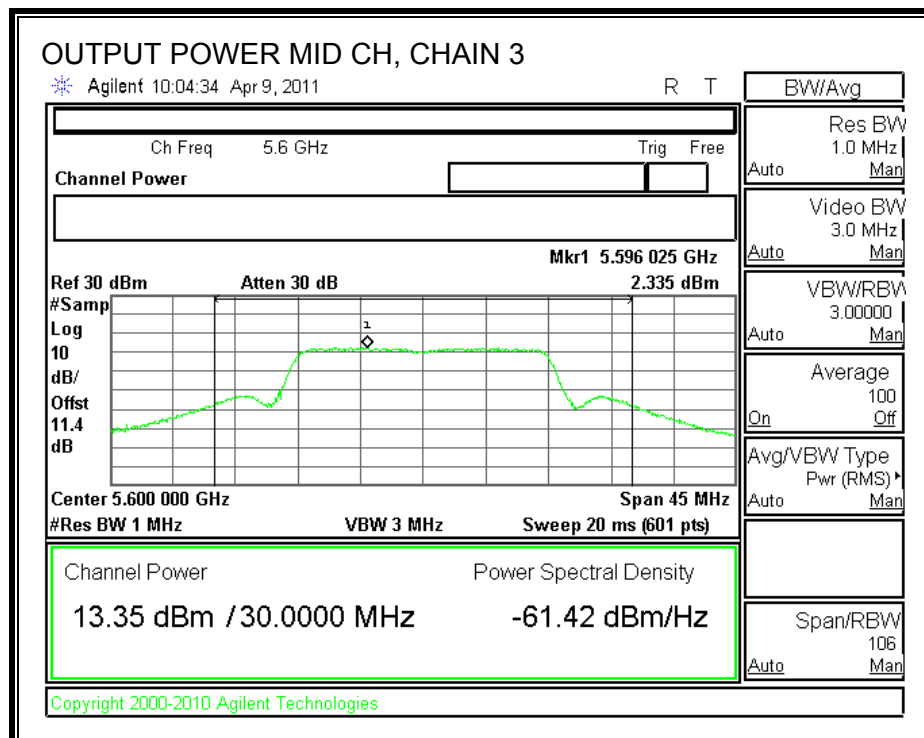 OUTPUT POWER MID CH, CHAIN 3
Agilent 10:04:34 Apr 9, 2011
R T
BW/Avg
Ch Freq 5.6 GHz
Trig Free
Channel Power
Res BW
1.0 MHz
Auto Man
Video BW
3.0 MHz
Auto Man
Mkr1 5.596 025 GHz
Ref 30 dBm Atten 30 dB 2.335 dBm
#Samp
Log
10
dB/
Offst
11.4
dB
1
VBW/RBW
3.00000
Auto Man
Average
100
On Off
Avg/VBW Type
Pwr (RMS)
Auto Man
Center 5.600 000 GHz Span 45 MHz
#Res BW 1 MHz VBW 3 MHz Sweep 20 ms (601 pts)
Channel Power Power Spectral Density
13.35 dBm / 30.0000 MHz -61.42 dBm/Hz
Span/RBW
106
Auto Man
Copyright 2000-2010 Agilent Technologies